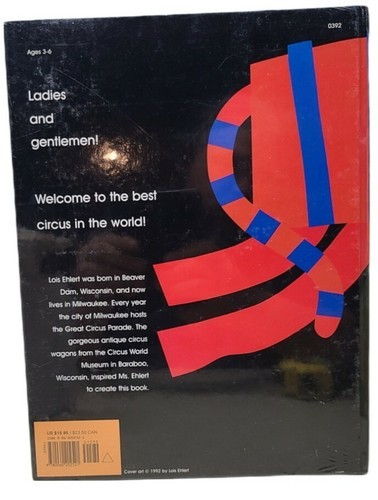 0392
Ages 3-6
Ladies
and
gentlemen!
Welcome to the best
circus in the world!
Lois Ehlert was born in Beaver
Dam, Wisconsin, and now
lives in Milwaukee. Every year
the city of Milwaukee hosts
the Great Circus Parade. The
gorgeous antique circus
wagons from the Circus World
Museum in Baraboo,
Wisconsin, inspired Ms. Ehlert
to create this book.
Cover art © 1992 by Lois Ehlert